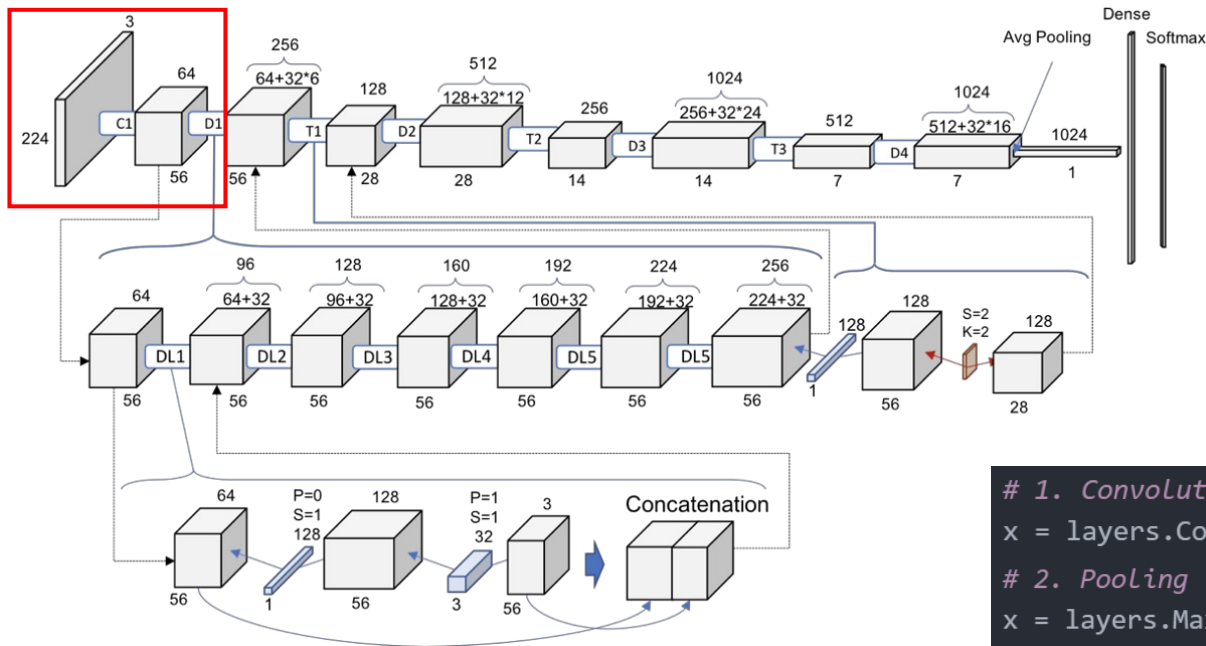 3
224
C1
64
56
D1
256
64+32*6
56
T1
128
28
D2
512
128+32*12
28
T2
256
14
D3
1024
256+32*24
14
T3
512
7
D4
1024
512+32*16
7
Avg Pooling
1024
1
Dense
Softmax
64
56
DL1
96
64+32
56
DL2
128
96+32
56
DL3
160
128+32
56
DL4
192
160+32
56
DL5
224
192+32
56
DL5
256
224+32
56
128
1
128
56
S=2
K=2
128
28
64
56
P=0
S=1
128
1
128
56
P=1
S=1
32
3
3
56
Concatenation
# 1. Convolut
x = layers.Co
# 2. Pooling
x = layers.Max